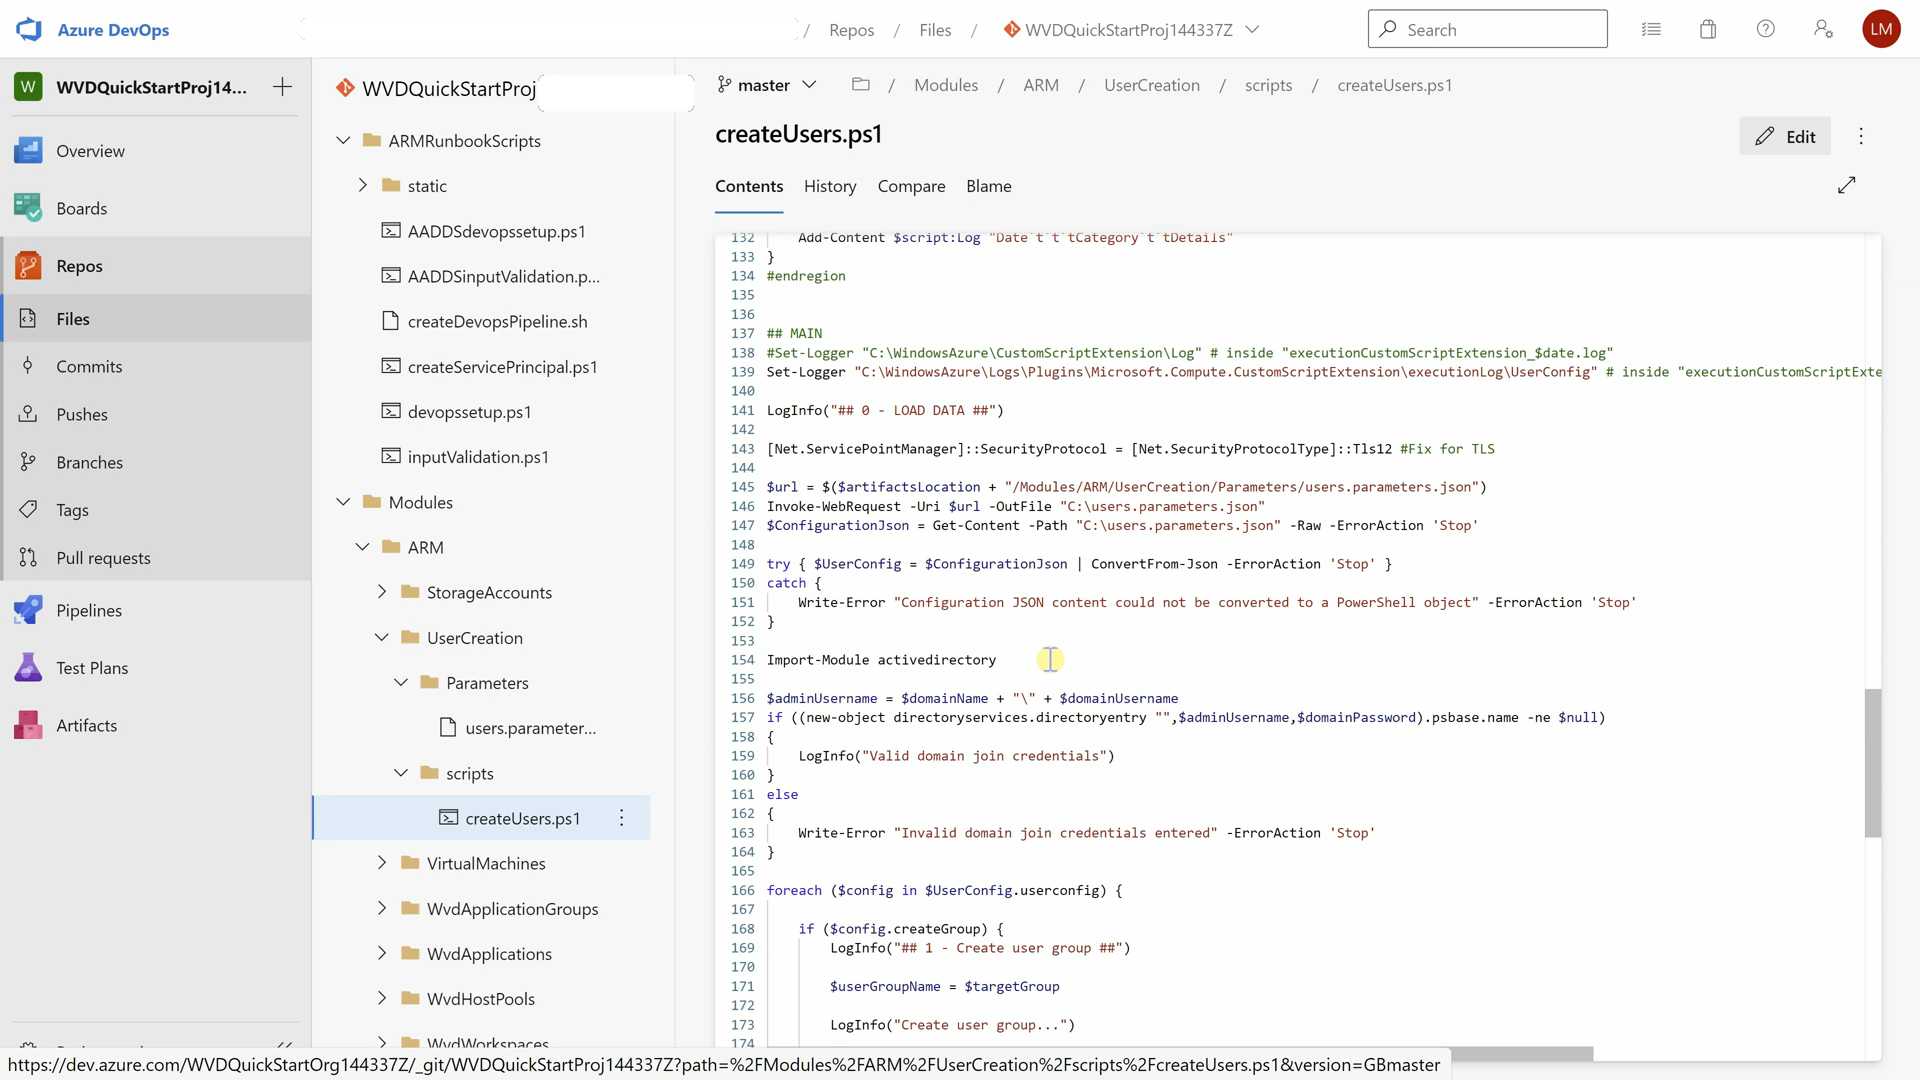 Azure DevOps
/ Repos / Files / WVDQuickStartProj144337Z
Search
LM
W WVDQuickStartProj14...
Overview
Boards
Repos
Files
Commits
Pushes
Branches
Tags
Pull requests
Pipelines
Test Plans
Artifacts
WVDQuickStartProj
ARMRunbookScripts
static
AADDSdevopssetup.ps1
AADDSinputValidation.p...
createDevopsPipeline.sh
createServicePrincipal.ps1
devopssetup.ps1
inputValidation.ps1
Modules
ARM
StorageAccounts
UserCreation
Parameters
users.parameter...
scripts
createUsers.ps1
VirtualMachines
WvdApplicationGroups
WvdApplications
WvdHostPools
WvdWorkspaces
master / Modules / ARM / UserCreation / scripts / createUsers.ps1
createUsers.ps1
Edit
Contents History Compare Blame
132 Add-Content $script:Log "Date`t`t`tCategory`t`tDetails"
133 }
134 #endregion
135
136
137 ## MAIN
138 #Set-Logger "C:\WindowsAzure\CustomScriptExtension\Log" # inside "executionCustomScriptExtension_$date.log"
139 Set-Logger "C:\WindowsAzure\Logs\Plugins\Microsoft.Compute.CustomScriptExtension\executionLog\UserConfig" # inside "executionCustomScriptExte
140
141 LogInfo("## 0 - LOAD DATA ##")
142
143 [Net.ServicePointManager]::SecurityProtocol = [Net.SecurityProtocolType]::Tls12 #Fix for TLS
144
145 $url = $($artifactsLocation + "/Modules/ARM/UserCreation/Parameters/users.parameters.json")
146 Invoke-WebRequest -Uri $url -OutFile "C:\users.parameters.json"
147 $ConfigurationJson = Get-Content -Path "C:\users.parameters.json" -Raw -ErrorAction 'Stop'
148
149 try { $UserConfig = $ConfigurationJson | ConvertFrom-Json -ErrorAction 'Stop' }
150 catch {
151 Write-Error "Configuration JSON content could not be converted to a PowerShell object" -ErrorAction 'Stop'
152 }
153
154 Import-Module activedirectory
155
156 $adminUsername = $domainName + "\" + $domainUsername
157 if ((new-object directoryservices.directoryentry "",$adminUsername,$domainPassword).psbase.name -ne $null)
158 {
159 LogInfo("Valid domain join credentials")
160 }
161 else
162 {
163 Write-Error "Invalid domain join credentials entered" -ErrorAction 'Stop'
164 }
165
166 foreach ($config in $UserConfig.userconfig) {
167
168 if ($config.createGroup) {
169 LogInfo("## 1 - Create user group ##")
170
171 $userGroupName = $targetGroup
172
173 LogInfo("Create user group...")
174
https://dev.azure.com/WVDQuickStartOrg144337Z/_git/WVDQuickStartProj144337Z?path=%2FModules%2FARM%2FUserCreation%2Fscripts%2FcreateUsers.ps1&version=GBmaster